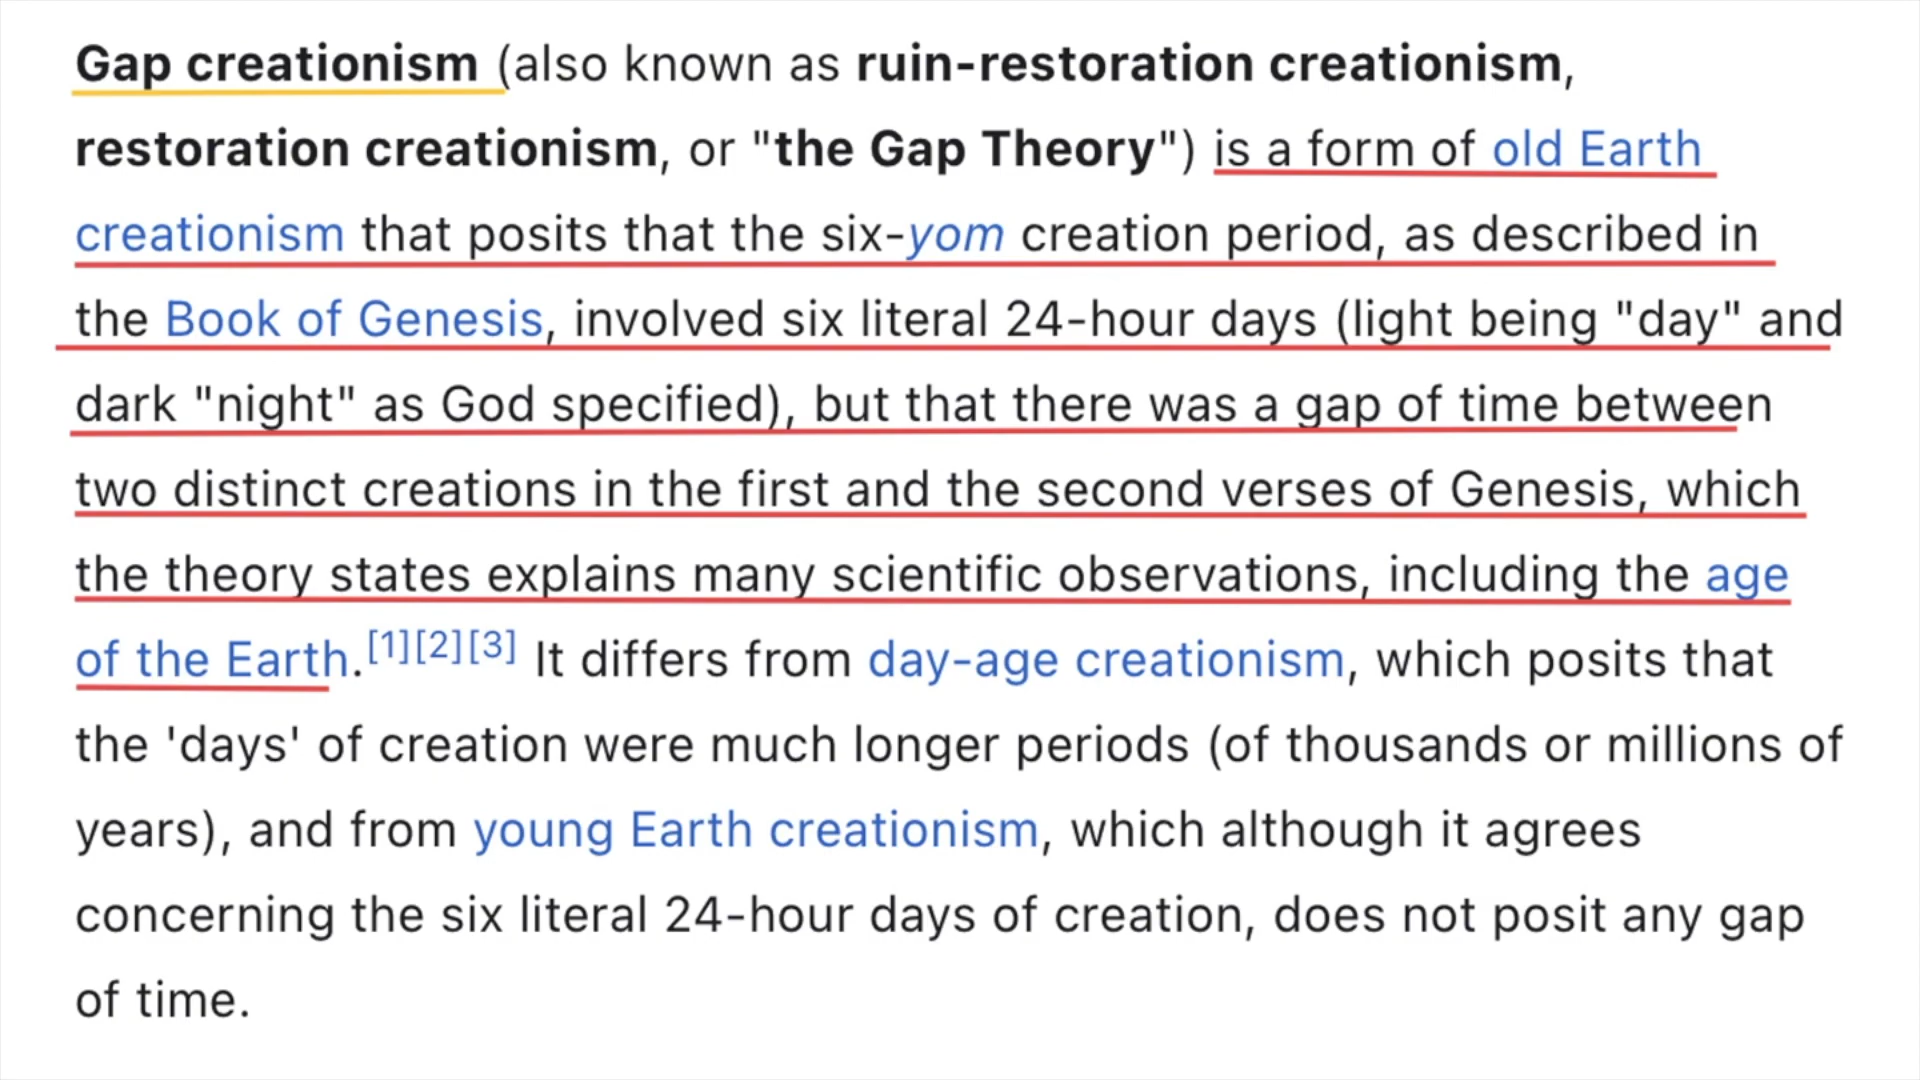 Gap creationism (also known as ruin-restoration creationism,
restoration creationism, or "the Gap Theory") is a form of old Earth
creationism that posits that the six-yom creation period, as described in
the Book of Genesis, involved six literal 24-hour days (light being "day" and
dark "night" as God specified), but that there was a gap of time between
two distinct creations in the first and the second verses of Genesis, which
the theory states explains many scientific observations, including the age
of the Earth.[1][2][3] It differs from day-age creationism, which posits that
the 'days' of creation were much longer periods (of thousands or millions of
years), and from young Earth creationism, which although it agrees
concerning the six literal 24-hour days of creation, does not posit any gap
of time.